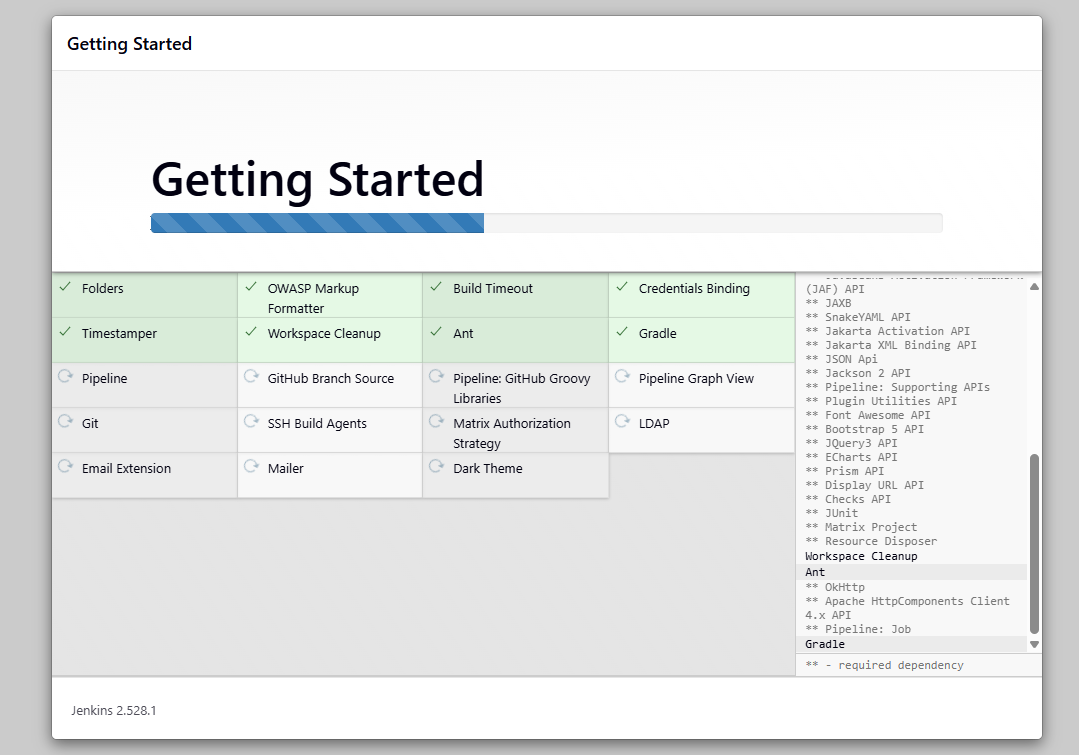 Getting Started
Getting Started
Folders
OWASP Markup
Formatter
Build Timeout
Credentials Binding
Timestamper
Workspace Cleanup
Ant
Gradle
Pipeline
GitHub Branch Source
Pipeline: GitHub Groovy
Libraries
Pipeline Graph View
Git
SSH Build Agents
Matrix Authorization
Strategy
LDAP
Email Extension
Mailer
Dark Theme
(JAF) API
** JAXB
** SnakeYAML API
** Jakarta Activation API
** Jakarta XML Binding API
** JSON Api
** Jackson 2 API
** Pipeline: Supporting APIs
** Plugin Utilities API
** Font Awesome API
** Bootstrap 5 API
** JQuery3 API
** ECharts API
** Prism API
** Display URL API
** Checks API
** JUnit
** Matrix Project
** Resource Disposer
Workspace Cleanup
Ant
** OkHttp
** Apache HttpComponents Client
4.x API
** Pipeline: Job
Gradle
** - required dependency
Jenkins 2.528.1